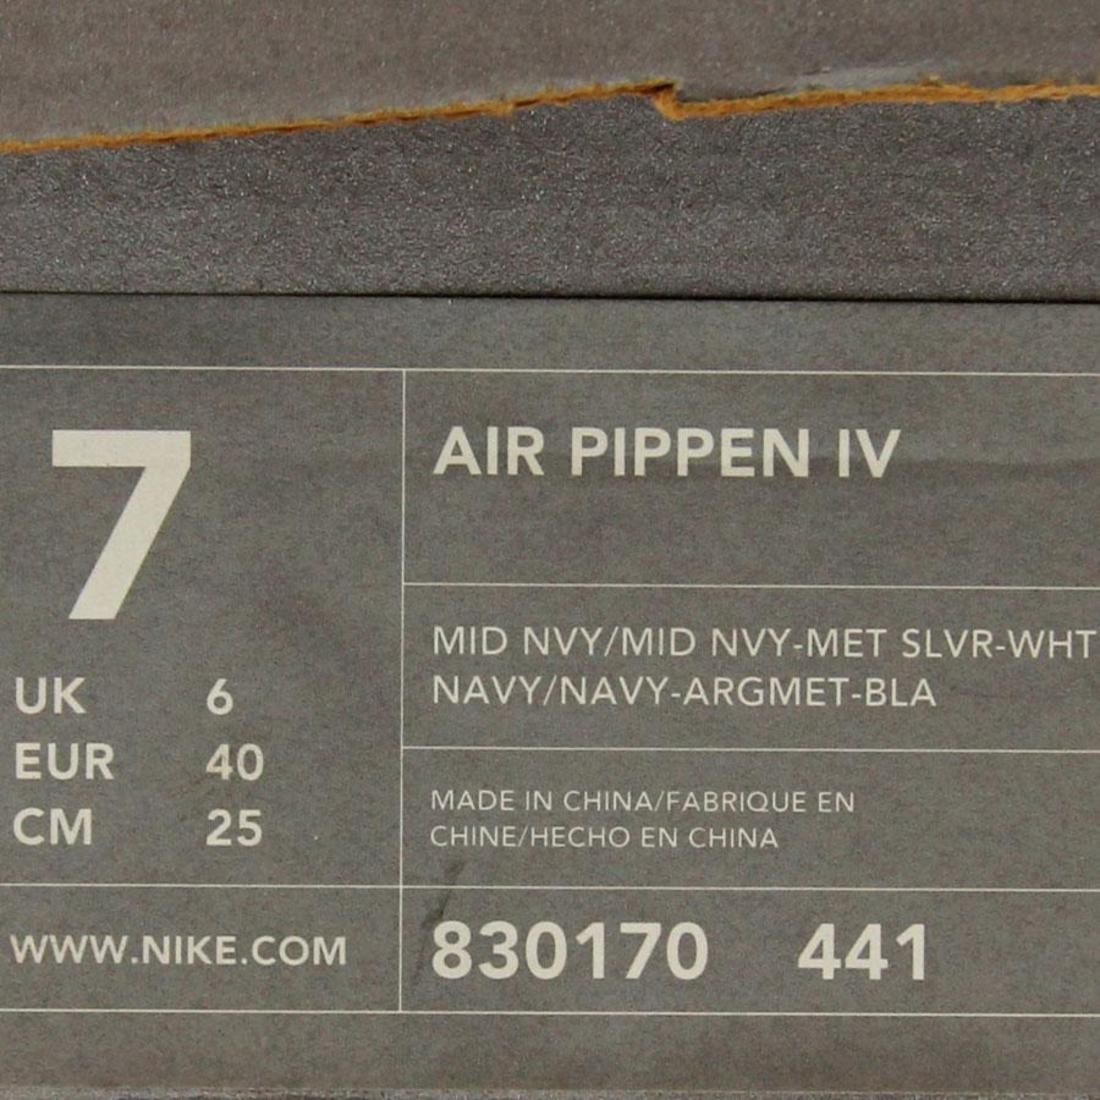 7
UK 6
EUR 40
CM 25
WWW.NIKE.COM
AIR PIPPEN IV
MID NVY/MID NVY-MET SLVR-WHT
NAVY/NAVY-ARGMET-BLA
MADE IN CHINA/FABRIQUE EN
CHINE/HECHO EN CHINA
830170 441